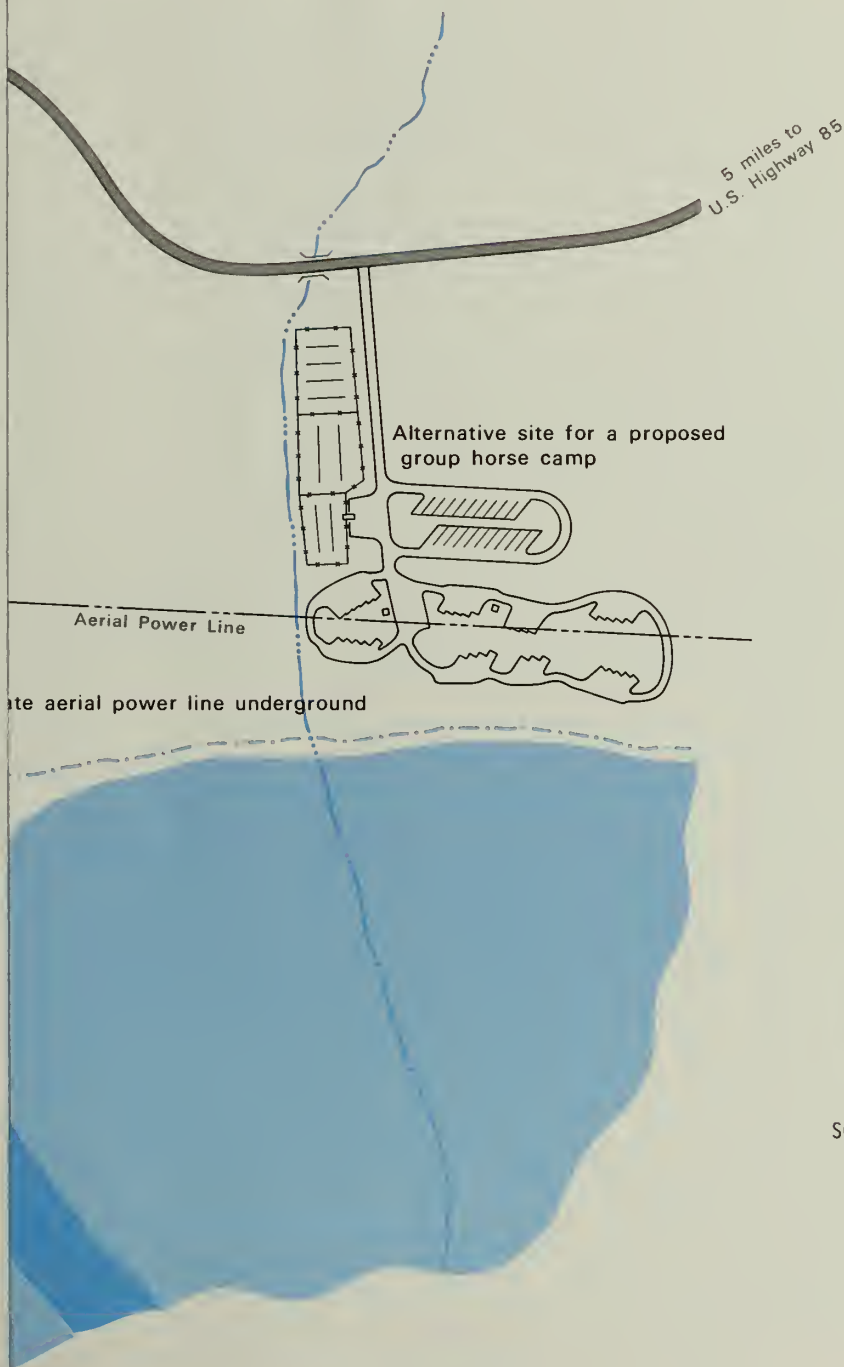 5 miles to
U.S. Highway 85
Alternative site for a proposed
group horse camp
Aerial Power Line
ate aerial power line underground